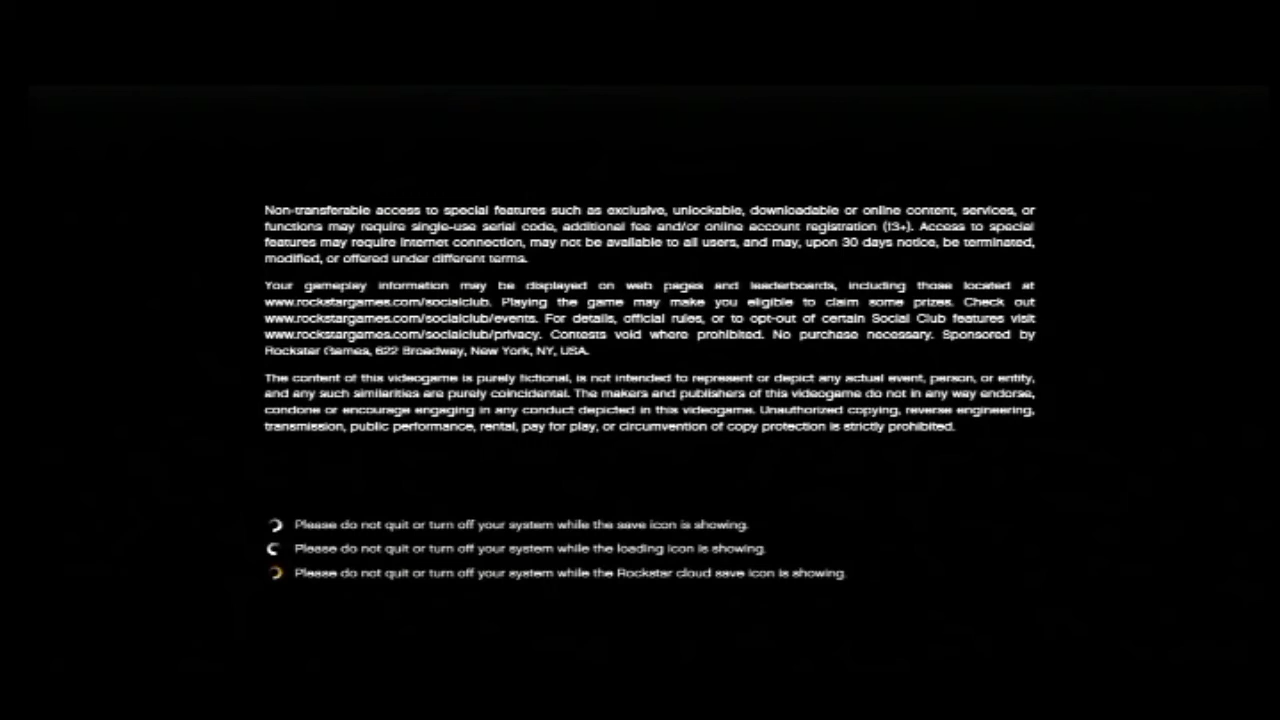 Non-transferable access to special features such as exclusive, unlockable, downloadable or online content, services, or
functions may require single-use serial code, additional fee and/or online account registration (13+). Access to special
features may require internet connection, may not be available to all users, and may, upon 30 days notice, be terminated,
modified, or offered under different terms.
Your gameplay information may be displayed on web pages and leaderboards, including those located at
www.rockstargames.com/socialclub. Playing the game may make you eligible to claim some prizes. Check out
www.rockstargames.com/socialclub/events. For details, official rules, or to opt-out of certain Social Club features visit
www.rockstargames.com/socialclub/privacy. Contests void where prohibited. No purchase necessary. Sponsored by
Rockstar Games, 622 Broadway, New York, NY, USA.
The content of this videogame is purely fictional, is not intended to represent or depict any actual event, person, or entity,
and any such similarities are purely coincidental. The makers and publishers of this videogame do not in any way endorse,
condone or encourage engaging in any conduct depicted in this videogame. Unauthorized copying, reverse engineering,
transmission, public performance, rental, pay for play, or circumvention of copy protection is strictly prohibited.
Please do not quit or turn off your system while the save icon is showing.
Please do not quit or turn off your system while the loading icon is showing.
Please do not quit or turn off your system while the Rockstar cloud save icon is showing.